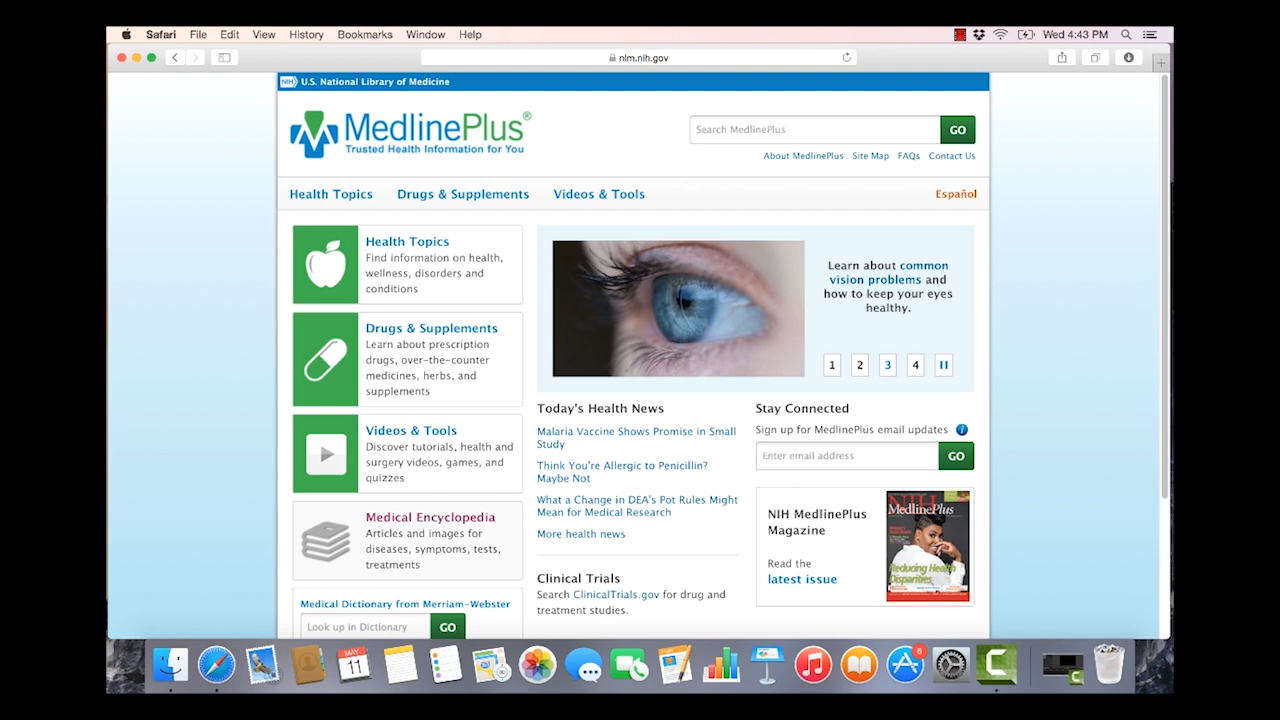 Safari File Edit View History Bookmarks Window Help Wed 4:43 PM
nlm.nih.gov
NIH U.S. National Library of Medicine
MedlinePlus®
Trusted Health Information for You
Search MedlinePlus GO
About MedlinePlus Site Map FAQs Contact Us
Health Topics Drugs & Supplements Videos & Tools Español
Health Topics
Find information on health,
wellness, disorders and
conditions
Drugs & Supplements
Learn about prescription
drugs, over-the-counter
medicines, herbs, and
supplements
Videos & Tools
Discover tutorials, health and
surgery videos, games, and
quizzes
Medical Encyclopedia
Articles and images for
diseases, symptoms, tests,
treatments
Medical Dictionary from Merriam-Webster
Look up in Dictionary GO
Learn about common
vision problems and
how to keep your eyes
healthy.
1 2 3 4
Today's Health News
Malaria Vaccine Shows Promise in Small
Study
Think You're Allergic to Penicillin?
Maybe Not
What a Change in DEA's Pot Rules Might
Mean for Medical Research
More health news
Clinical Trials
Search ClinicalTrials.gov for drug and
treatment studies.
Stay Connected
Sign up for MedlinePlus email updates
Enter email address GO
NIH MedlinePlus
Magazine
Read the
latest issue
NIH
MedlinePlus
Reducing Health
Disparities
MAY
11
6